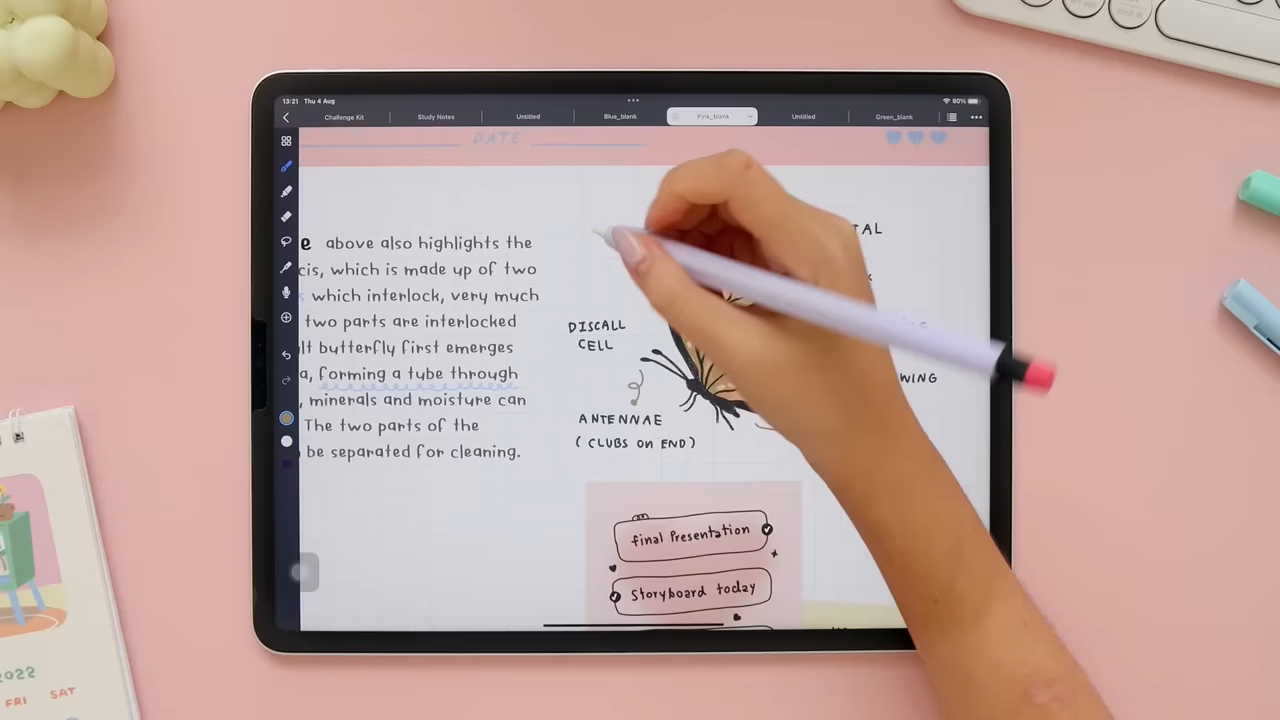 13:21 Thu 4 Aug
90%
Challenge Kit
Study Notes
Untitled
Blue_blank
Pink_blank
Untitled
Green_blank
DATE
e above also highlights the
cis, which is made up of two
s which interlock, very much
two parts are interlocked
lt butterfly first emerges
a, forming a tube through
, minerals and moisture can
The two parts of the
be separated for cleaning.
TAL
DISCALL
CELL
WING
ANTENNAE
(CLUBS ON END)
final Presentation
Storyboard today
2022
FRI SAT